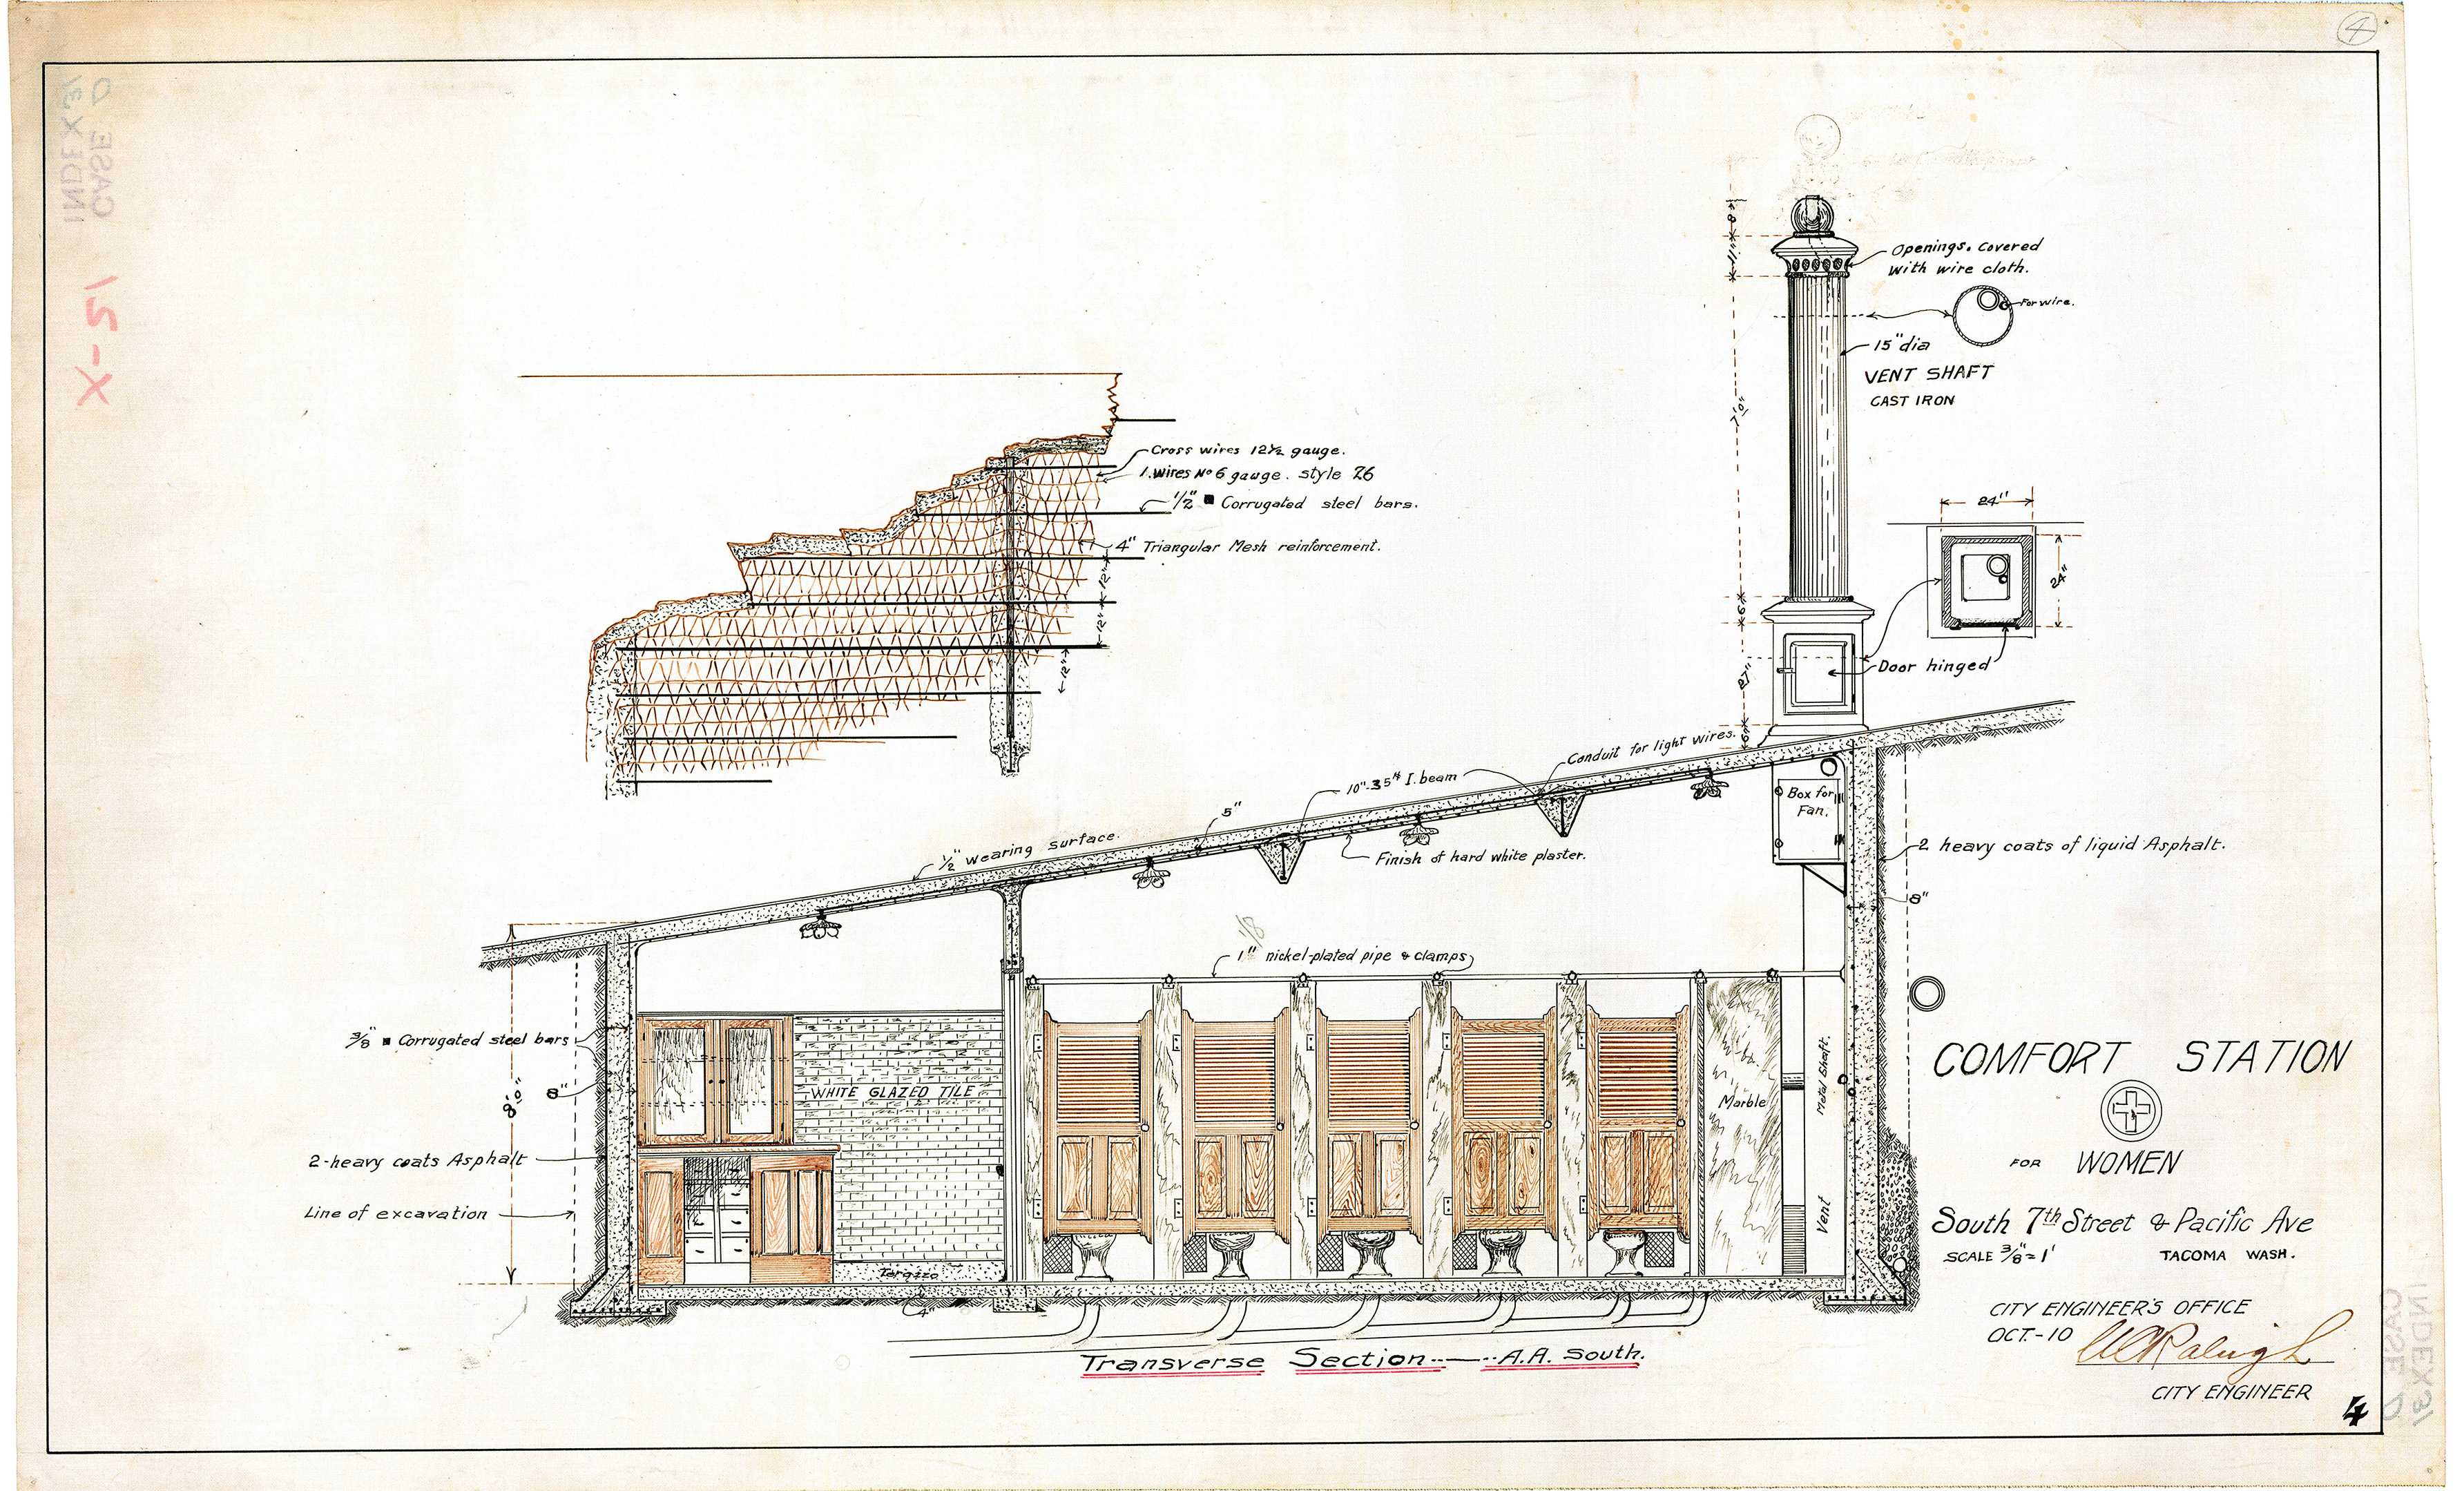 4
INDEX 31
CASE D
X-21
8"
11"
Openings. Covered
with wire cloth.
For wire.
15" dia
VENT SHAFT
CAST IRON
7'0"
Cross wires 12½ gauge.
1. Wires No 6 gauge. style 26
½" ■ Corrugated steel bars.
4" Triangular Mesh reinforcement.
12"
12"
12"
24"
24"
6"
27"
Door hinged
6"
Conduit for light wires.
10"-35# I. beam
5"
½" wearing surface.
Finish of hard white plaster.
Box for
Fan.
2 heavy coats of liquid Asphalt.
8"
1" nickel-plated pipe & clamps
3/8" ■ Corrugated steel bars
8"
8'0"
WHITE GLAZED TILE
Marble
Metal Shaft.
Vent
2-heavy coats Asphalt
Line of excavation
Terazzo
4"
Transverse Section----A.A. South.
COMFORT STATION
FOR WOMEN
South 7th Street & Pacific Ave
SCALE 3/8" = 1' TACOMA WASH.
CITY ENGINEER'S OFFICE
OCT.-10
W C Raleigh
CITY ENGINEER
4
INDEX 31
CASE D